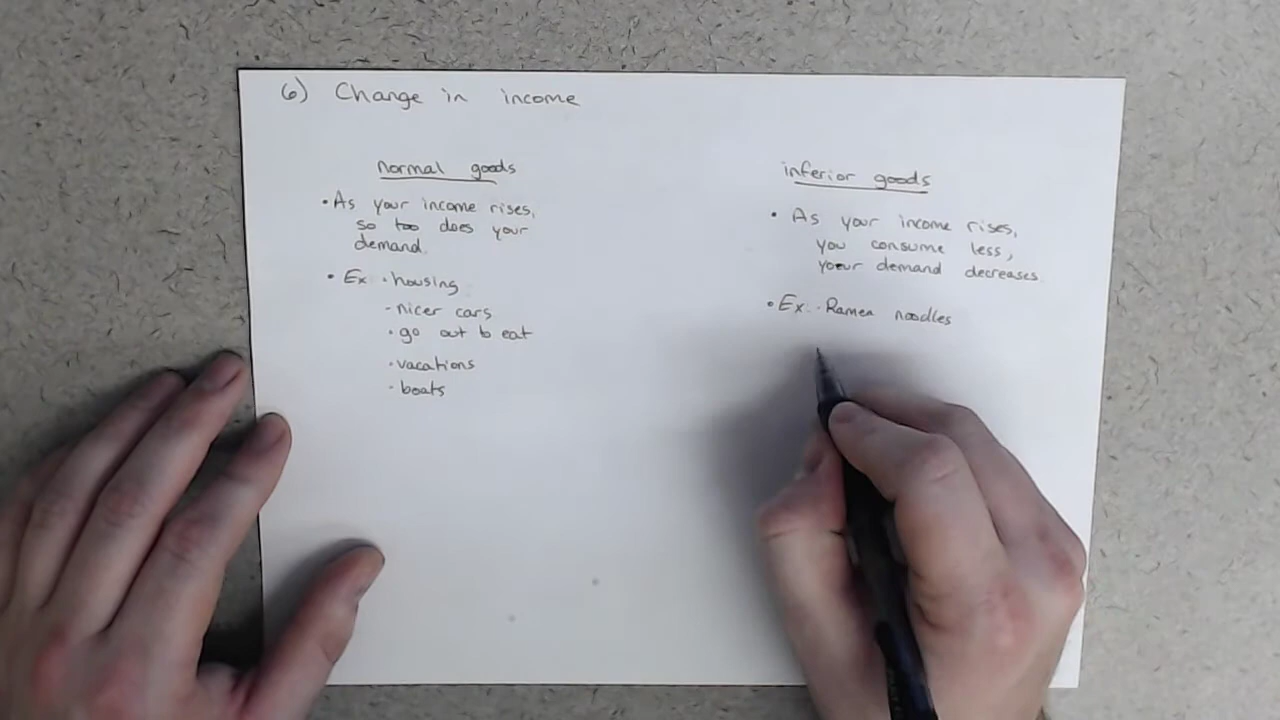 6) Change in income
normal goods
• As your income rises,
so too does your
demand.
• Ex. · housing
- nicer cars
· go out to eat
· vacations
- boats
inferior goods
• As your income rises,
you consume less,
your demand decreases.
• Ex. · Ramen noodles